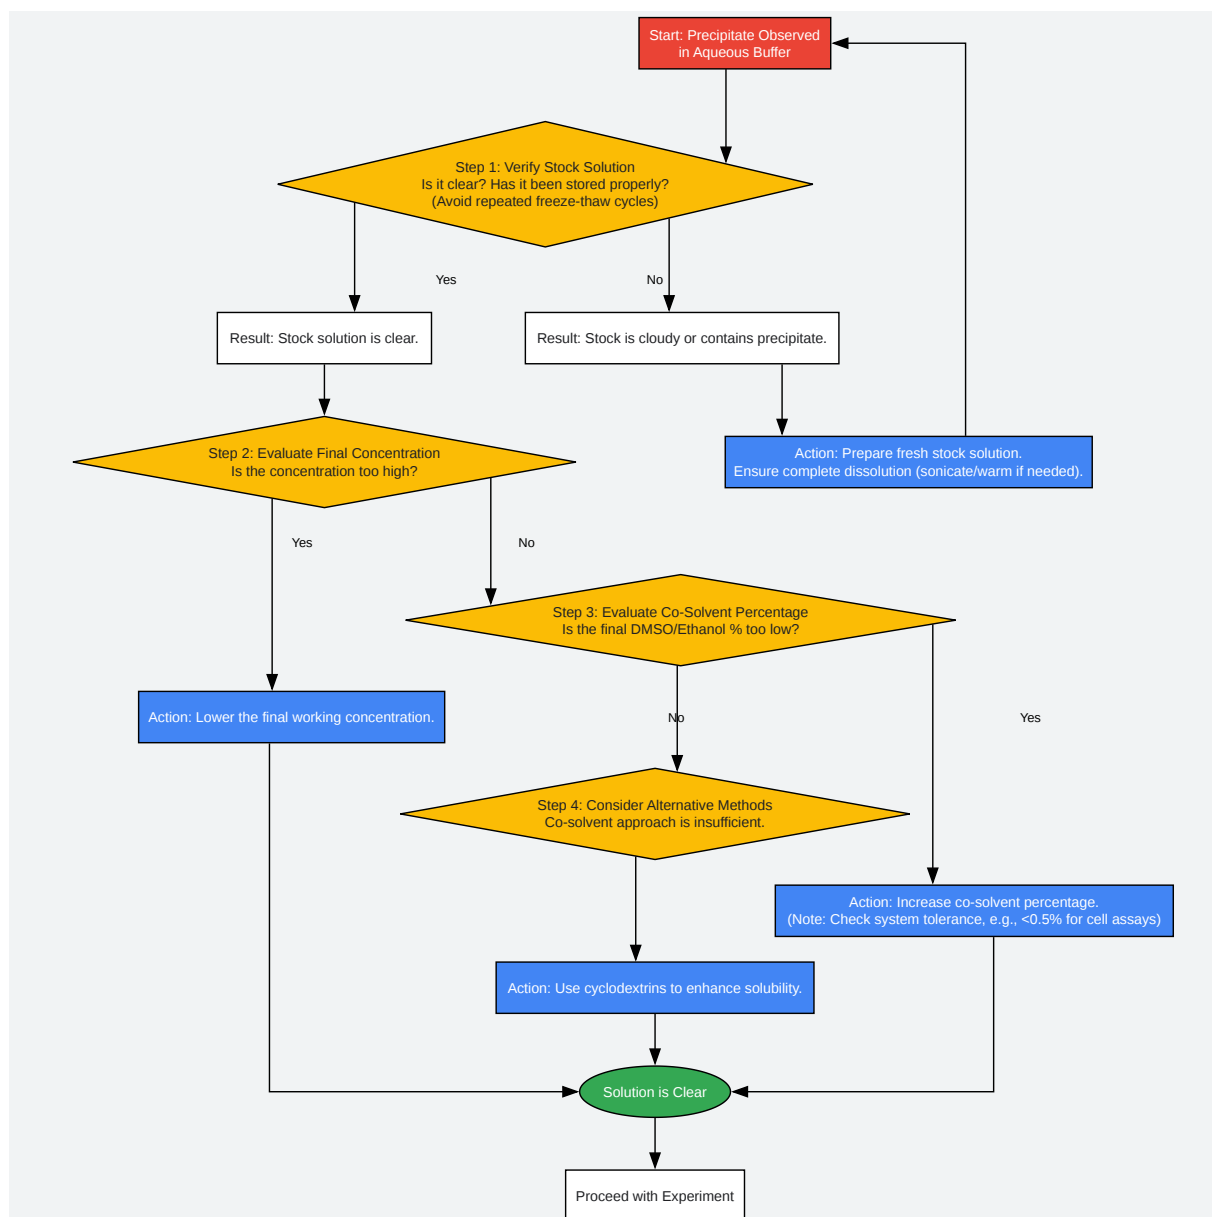 Start: Precipitate Observed
in Aqueous Buffer
Step 1: Verify Stock Solution
Is it clear? Has it been stored properly?
(Avoid repeated freeze-thaw cycles)
Yes
No
Result: Stock solution is clear.
Result: Stock is cloudy or contains precipitate.
Step 2: Evaluate Final Concentration
Is the concentration too high?
Action: Prepare fresh stock solution.
Ensure complete dissolution (sonicate/warm if needed).
Yes
No
Step 3: Evaluate Co-Solvent Percentage
Is the final DMSO/Ethanol % too low?
Action: Lower the final working concentration.
No
Yes
Step 4: Consider Alternative Methods
Co-solvent approach is insufficient.
Action: Increase co-solvent percentage.
(Note: Check system tolerance, e.g., <0.5% for cell assays)
Action: Use cyclodextrins to enhance solubility.
Solution is Clear
Proceed with Experiment